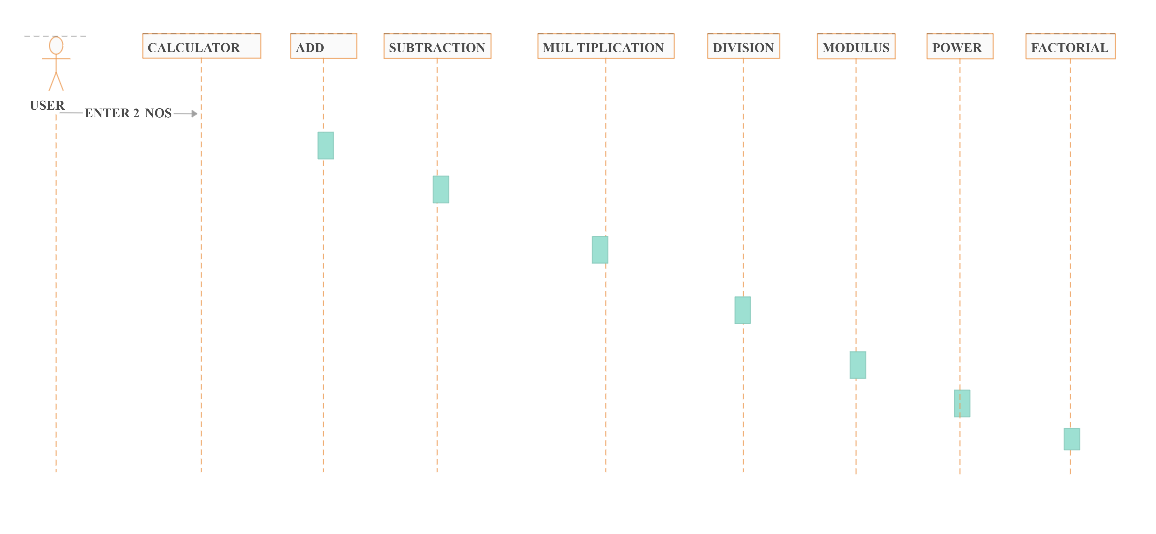 CALCULATOR
ADD
SUBTRACTION
MUL TIPLICATION
DIVISION
MODULUS
POWER
FACTORIAL
USER
ENTER 2 NOS